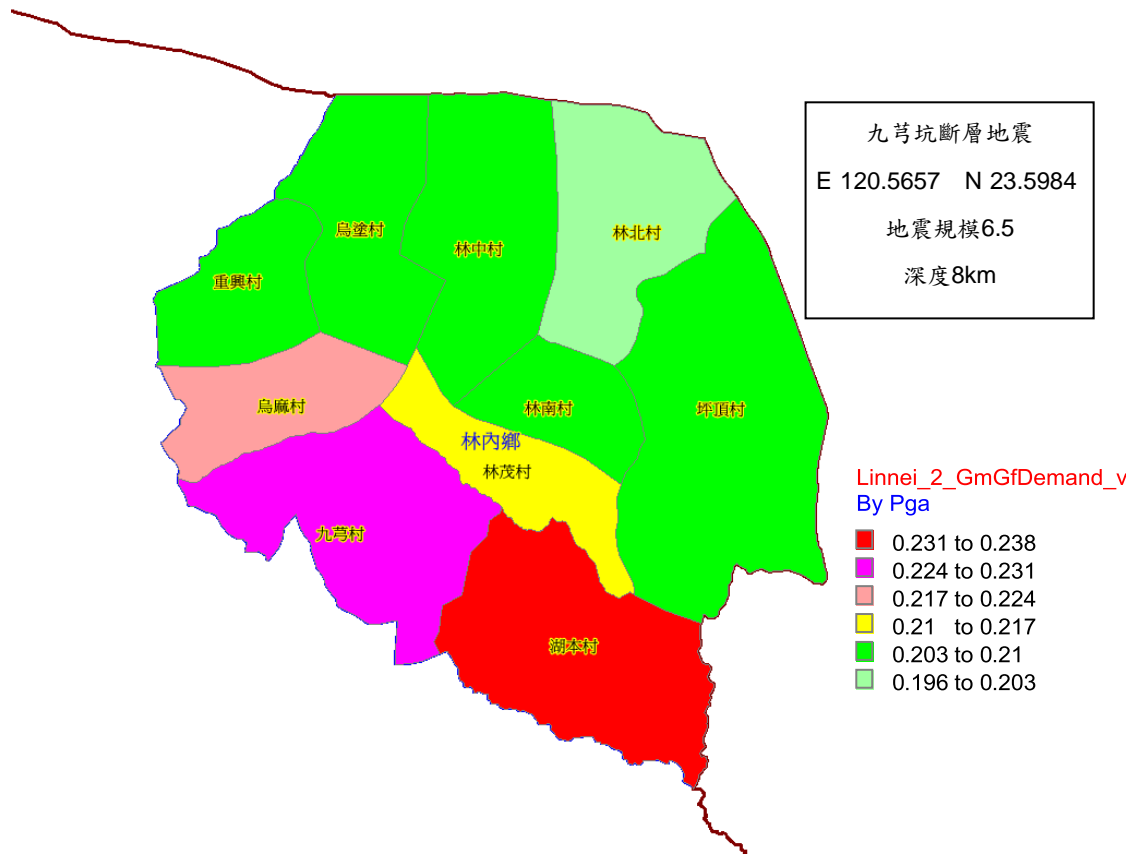 九芎坑斷層地震
E 120.5657 N 23.5984
地震規模6.5
深度8km
烏塗村
林中村
林北村
重興村
烏麻村
林南村
坪頂村
林內鄉
林茂村
九芎村
湖本村
Linnei_2_GmGfDemand_v
By Pga
0.231 to 0.238
0.224 to 0.231
0.217 to 0.224
0.21 to 0.217
0.203 to 0.21
0.196 to 0.203